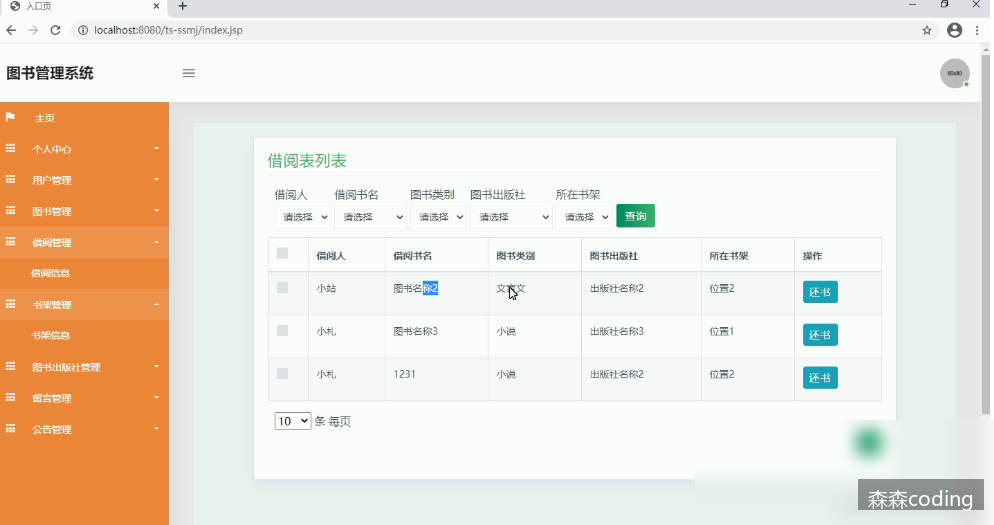 入口页
localhost:8080/ts-ssmj/index.jsp
图书管理系统
80x80
主页
个人中心
用户管理
图书管理
借阅管理
借阅信息
书架管理
书架信息
图书出版社管理
留言管理
公告管理
借阅表列表
借阅人 借阅书名 图书类别 图书出版社 所在书架
请选择 请选择 请选择 请选择 请选择 查询
借阅人 借阅书名 图书类别 图书出版社 所在书架 操作
小站 图书名称2 出版社名称2 位置2 还书
小札 图书名称3 小说 出版社名称3 位置1 还书
小札 1231 小说 出版社名称2 位置2 还书
10 条 每页
森森coding